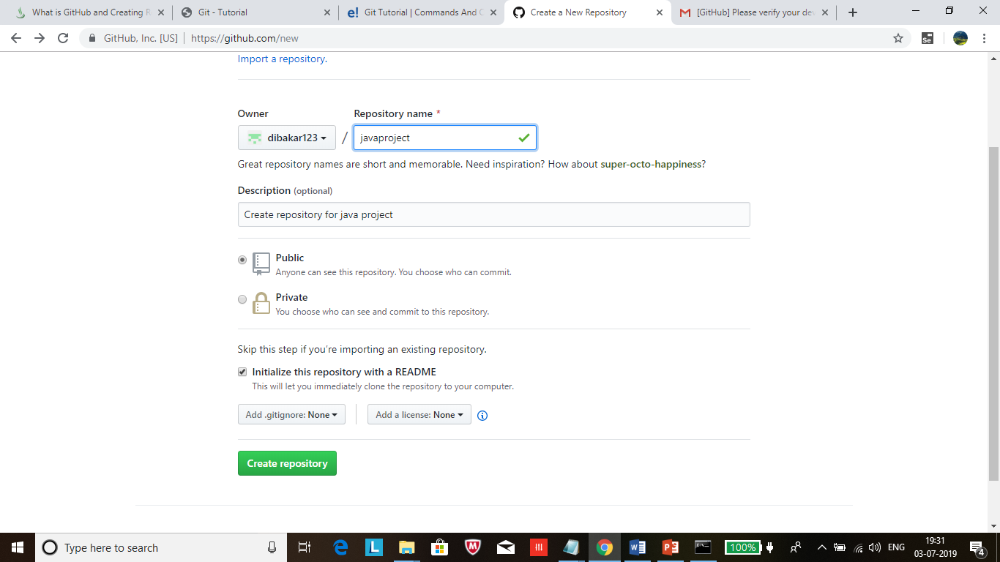 What is GitHub and Creating R
Git - Tutorial
e! Git Tutorial | Commands And O
Create a New Repository
[GitHub] Please verify your dev
GitHub, Inc. [US] | https://github.com/new
Se
Import a repository.
Owner
Repository name *
dibakar123 / javaproject
Great repository names are short and memorable. Need inspiration? How about super-octo-happiness?
Description (optional)
Create repository for java project
Public
Anyone can see this repository. You choose who can commit.
Private
You choose who can see and commit to this repository.
Skip this step if you’re importing an existing repository.
Initialize this repository with a README
This will let you immediately clone the repository to your computer.
Add .gitignore: None
Add a license: None
Create repository
Type here to search
L
100%
ENG
19:31
03-07-2019
4